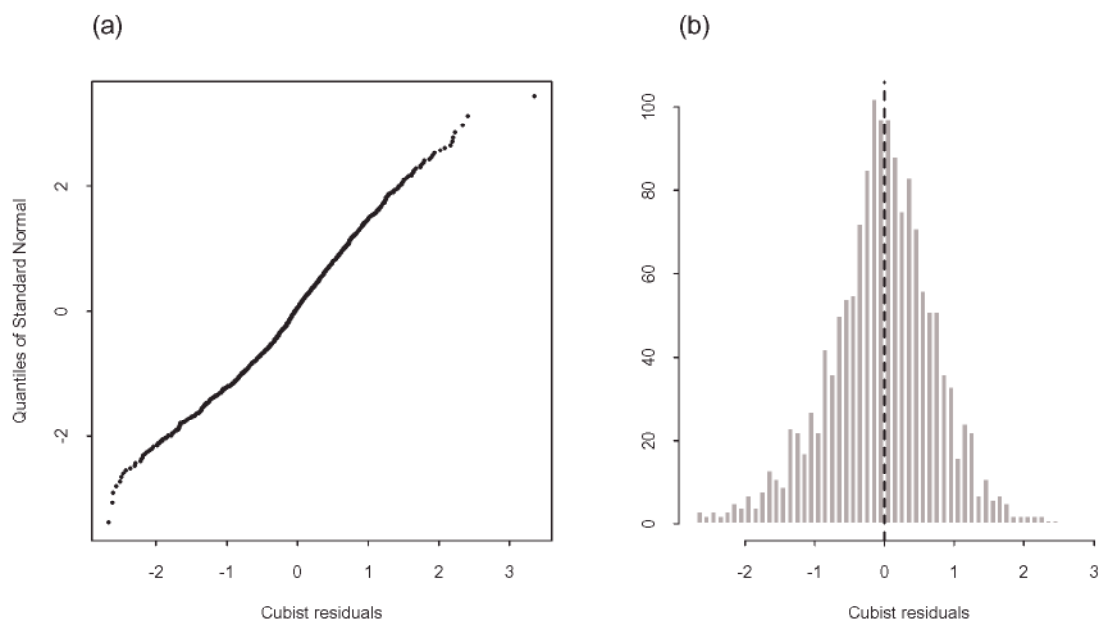 (a)
(b)
Quantiles of Standard Normal
2
0
-2
-2 -1 0 1 2 3
Cubist residuals
100
80
60
40
20
0
-2 -1 0 1 2 3
Cubist residuals